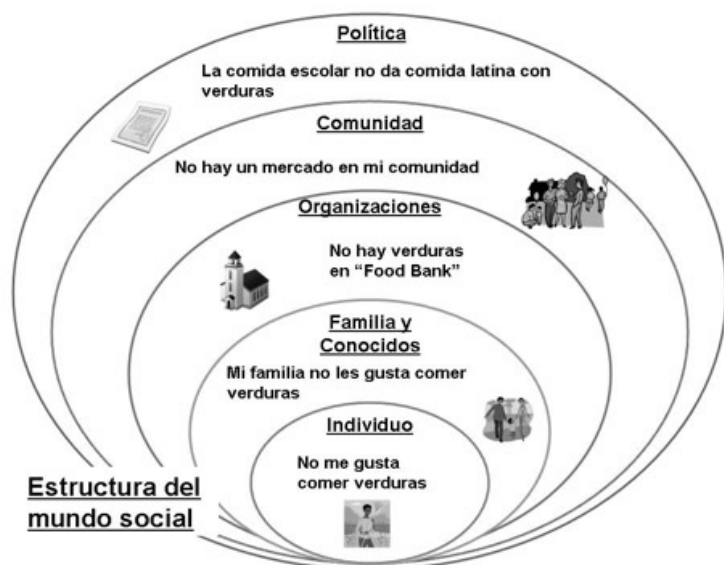 Política
La comida escolar no da comida latina con
verduras
Comunidad
No hay un mercado en mi comunidad
Organizaciones
No hay verduras
en “Food Bank”
Familia y
Conocidos
Mi familia no les gusta comer
verduras
Individuo
No me gusta
comer verduras
Estructura del
mundo social